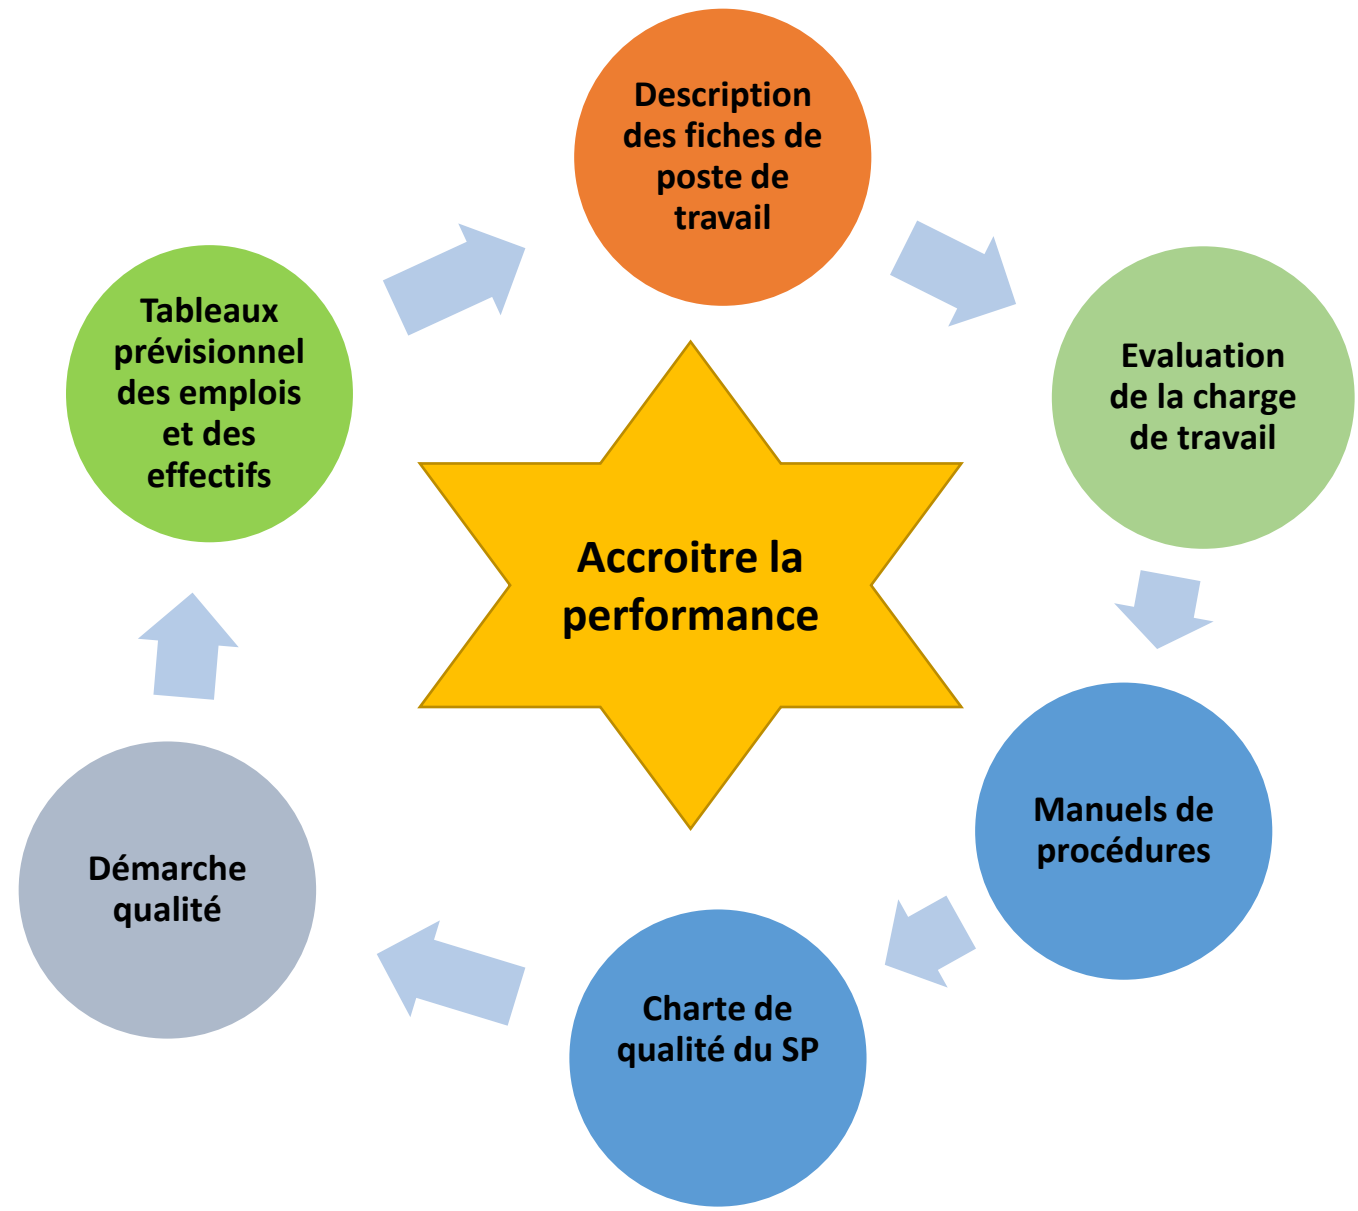 Description
des fiches de
poste de
travail
Evaluation
de la charge
de travail
Manuels de
procédures
Charte de
qualité du SP
Démarche
qualité
Tableaux
prévisionnel
des emplois
et des
effectifs
Accroitre la
performance